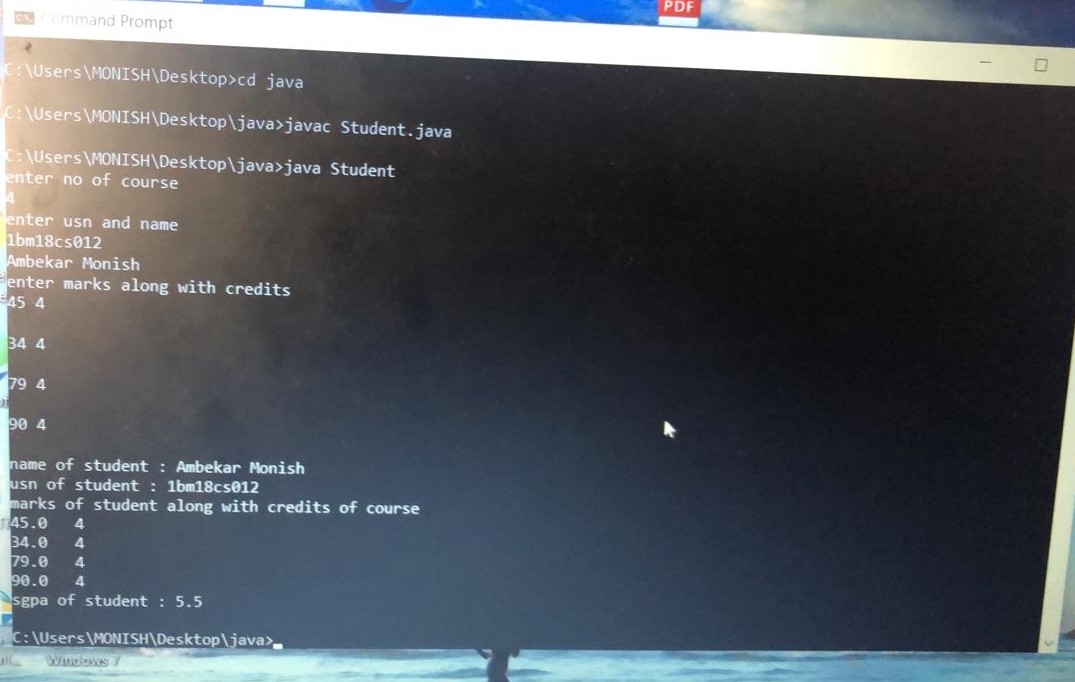 PDF
Command Prompt
C:\Users\MONISH\Desktop>cd java
C:\Users\MONISH\Desktop\java>javac Student.java
C:\Users\MONISH\Desktop\java>java Student
enter no of course
4
enter usn and name
1bm18cs012
Ambekar Monish
enter marks along with credits
45 4
34 4
79 4
90 4
name of student : Ambekar Monish
usn of student : 1bm18cs012
marks of student along with credits of course
45.0 4
34.0 4
79.0 4
90.0 4
sgpa of student : 5.5
C:\Users\MONISH\Desktop\java>
Windows 7